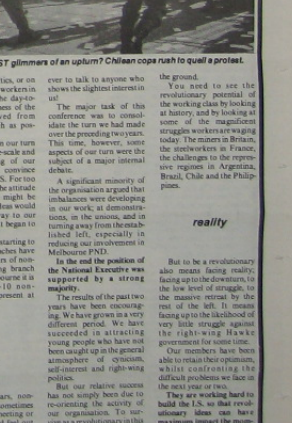 ST glimmers of an upturn? Chilean cops rush to quell a protest.
tics, or on
workers in
the day-to-
ness of the
ved from
h as pos-
n our turn
e-scale and
g of our
convince
S. For too
he attitude
might be
deas would
way to our
t began to
starting to
aches have
rs of non-
ng branch
ourne it is
-10 non-
present at
ars, non-
sometimes
meeting or
ever to talk to anyone who
shows the slightest interest in
us!
The major task of this
conference was to consol-
idate the turn we had made
over the preceding two years.
This time, however, some
aspects of our turn were the
subject of a major internal
debate.
A significant minority of
the organisation argued that
imbalances were developing
in our work; at demonstra-
tions, in the unions, and in
turning away from the estab-
lished left, especially in
reducing our involvement in
Melbourne PND.
In the end the position of
the National Executive was
supported by a strong
majority.
The results of the past two
years have been encourag-
ing. We have grown in a very
different period. We have
succeeded in attracting
young people who have not
been caught up in the general
atmosphere of cynicism,
self-interest and right-wing
politics.
But our relative success
has not simply been due to
re-orienting the activity of
our organisation. To sur-
vive as a revolutionary in this
the ground.
You need to see the
revolutionary potential of
the working class by looking
at history, and by looking at
some of the magnificent
struggles workers are waging
today. The miners in Britain,
the steelworkers in France,
the challenges to the repres-
sive regimes in Argentina,
Brazil, Chile and the Philip-
pines.
reality
But to be a revolutionary
also means facing reality,
facing up to the downturn, to
the low level of struggle, to
the massive retreat by the
rest of the left. It means
facing up to the likelihood of
very little struggle against
the right-wing Hawke
government for some time.
Our members have been
able to retain their optimism,
whilst confronting the
difficult problems we face in
the next year or two.
They are working hard to
build the I.S. so that revol-
utionary ideas can have
maximum impact the mom-